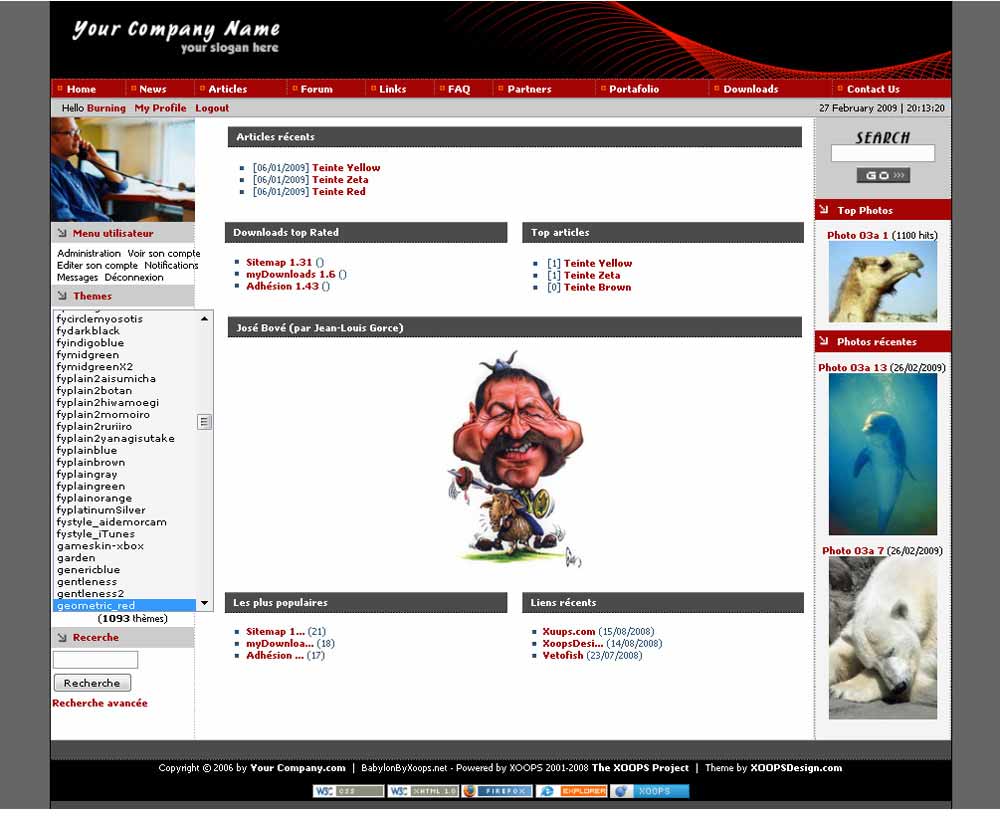 Your Company Name
your slogan here
Home News Articles Forum Links FAQ Partners Portafolio Downloads Contact Us
Hello Burning My Profile Logout
27 February 2009 | 20:13:20
Menu utilisateur
Administration Voir son compte
Editer son compte Notifications
Messages Déconnexion
Themes
fycirclemyosotis
fydarkblack
fyindigoblue
fymidgreen
fymidgreenX2
fyplain2aisumicha
fyplain2botan
fyplain2hiwamoegi
fyplain2momoiro
fyplain2ruriiro
fyplain2yanagisutake
fyplainblue
fyplainbrown
fyplaingray
fyplaingreen
fyplainorange
fyplatinumSilver
fystyle_aidemorcam
fystyle_iTunes
gameskin-xbox
garden
genericblue
gentleness
gentleness2
geometric_red
(1093 thèmes)
Recerche
Recherche
Recherche avancée
Articles récents
[06/01/2009] Teinte Yellow
[06/01/2009] Teinte Zeta
[06/01/2009] Teinte Red
Downloads top Rated
Sitemap 1.31 ()
myDownloads 1.6 ()
Adhésion 1.43 ()
Top articles
[1] Teinte Yellow
[1] Teinte Zeta
[0] Teinte Brown
José Bové (par Jean-Louis Gorce)
Les plus populaires
Sitemap 1... (21)
myDownloa... (18)
Adhésion ... (17)
Liens récents
Xuups.com (15/08/2008)
XoopsDesi... (14/08/2008)
Yetofish (23/07/2008)
SEARCH
GO >>>
Top Photos
Photo 03a 1 (1100 hits)
Photos récentes
Photo 03a 13 (26/02/2009)
Photo 03a 7 (26/02/2009)
Copyright © 2006 by Your Company.com | BabylonByXoops.net - Powered by XOOPS 2001-2008 The XOOPS Project | Theme by XOOPSDesign.com
W3C CSS W3C XHTML 1.0 FIREFOX EXPLORER XOOPS